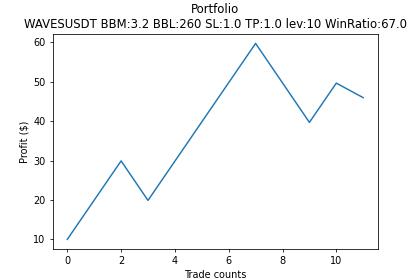 Portfolio
WAVESUSDT BBM:3.2 BBL:260 SL:1.0 TP:1.0 lev:10 WinRatio:67.0
60
50
40
30
20
10
Profit ($)
0 2 4 6 8 10
Trade counts